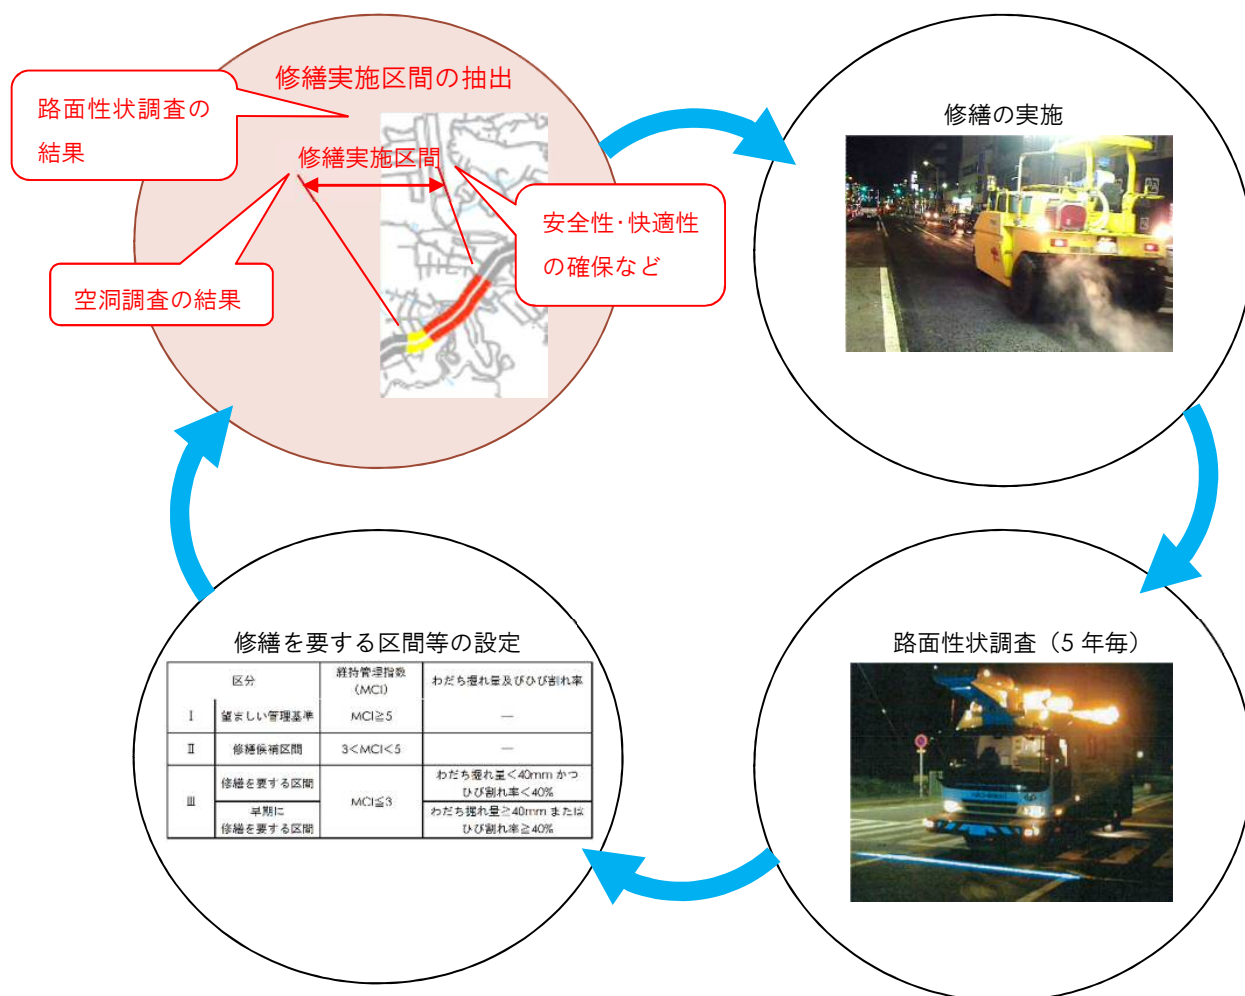 修繕実施区間の抽出
路面性状調査の
結果
修繕実施区間
安全性・快適性
の確保など
空洞調査の結果
修繕の実施
修繕を要する区間等の設定
区分
維持管理指数
(MCI)
わだち掘れ量及びひび割れ率
Ⅰ
望ましい管理基準
MCI≧5
―
Ⅱ
修繕候補区間
3<MCI<5
―
Ⅲ
修繕を要する区間
MCI≦3
わだち掘れ量<40mm かつ
ひび割れ率<40%
早期に
修繕を要する区間
わだち掘れ量≧40mm または
ひび割れ率≧40%
路面性状調査（5 年毎）